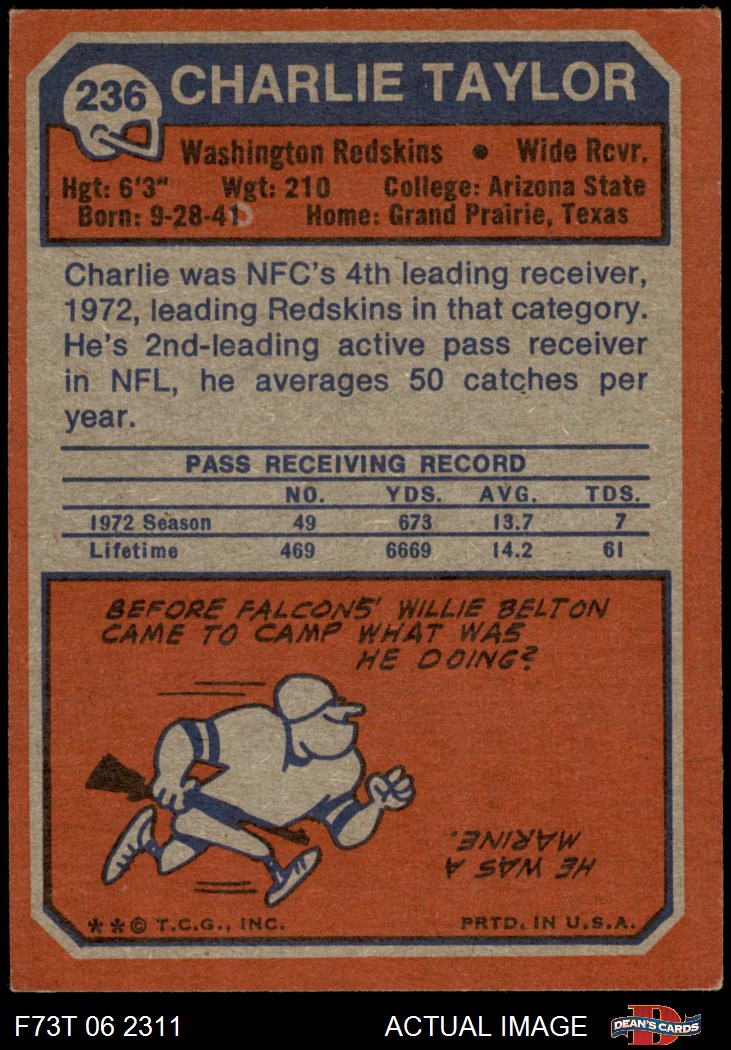 236 CHARLIE TAYLOR
Washington Redskins • Wide Rcvr.
Hgt: 6'3" Wgt: 210 College: Arizona State
Born: 9-28-41 Home: Grand Prairie, Texas
Charlie was NFC's 4th leading receiver,
1972, leading Redskins in that category.
He's 2nd-leading active pass receiver
in NFL, he averages 50 catches per
year.
PASS RECEIVING RECORD
NO. YDS. AVG. TDS.
1972 Season 49 673 13.7 7
Lifetime 469 6669 14.2 61
BEFORE FALCONS' WILLIE BELTON
CAME TO CAMP WHAT WAS
HE DOING?
HE WAS A
MARINE.
**© T.C.G., INC. PRTD. IN U.S.A.
F73T 06 2311 ACTUAL IMAGE D DEAN'S CARDS